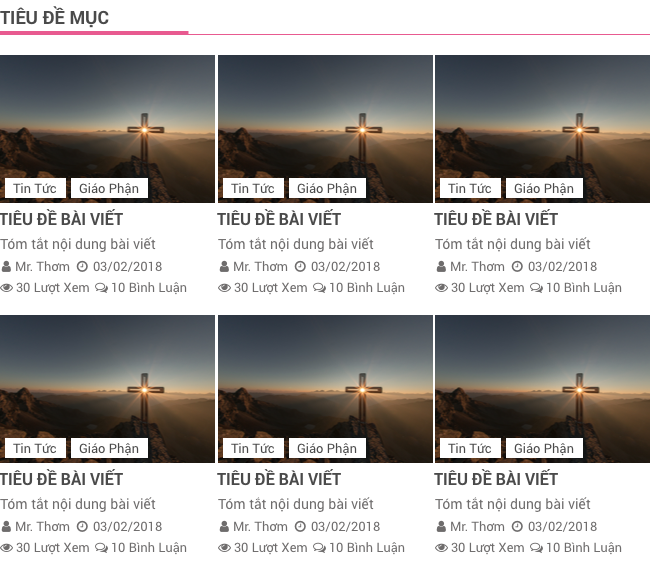 TIÊU ĐỀ MỤC
Tin Tức Giáo Phận
TIÊU ĐỀ BÀI VIẾT
Tóm tắt nội dung bài viết
Mr. Thơm 03/02/2018
30 Lượt Xem 10 Bình Luận
Tin Tức Giáo Phận
TIÊU ĐỀ BÀI VIẾT
Tóm tắt nội dung bài viết
Mr. Thơm 03/02/2018
30 Lượt Xem 10 Bình Luận
Tin Tức Giáo Phận
TIÊU ĐỀ BÀI VIẾT
Tóm tắt nội dung bài viết
Mr. Thơm 03/02/2018
30 Lượt Xem 10 Bình Luận
Tin Tức Giáo Phận
TIÊU ĐỀ BÀI VIẾT
Tóm tắt nội dung bài viết
Mr. Thơm 03/02/2018
30 Lượt Xem 10 Bình Luận
Tin Tức Giáo Phận
TIÊU ĐỀ BÀI VIẾT
Tóm tắt nội dung bài viết
Mr. Thơm 03/02/2018
30 Lượt Xem 10 Bình Luận
Tin Tức Giáo Phận
TIÊU ĐỀ BÀI VIẾT
Tóm tắt nội dung bài viết
Mr. Thơm 03/02/2018
30 Lượt Xem 10 Bình Luận